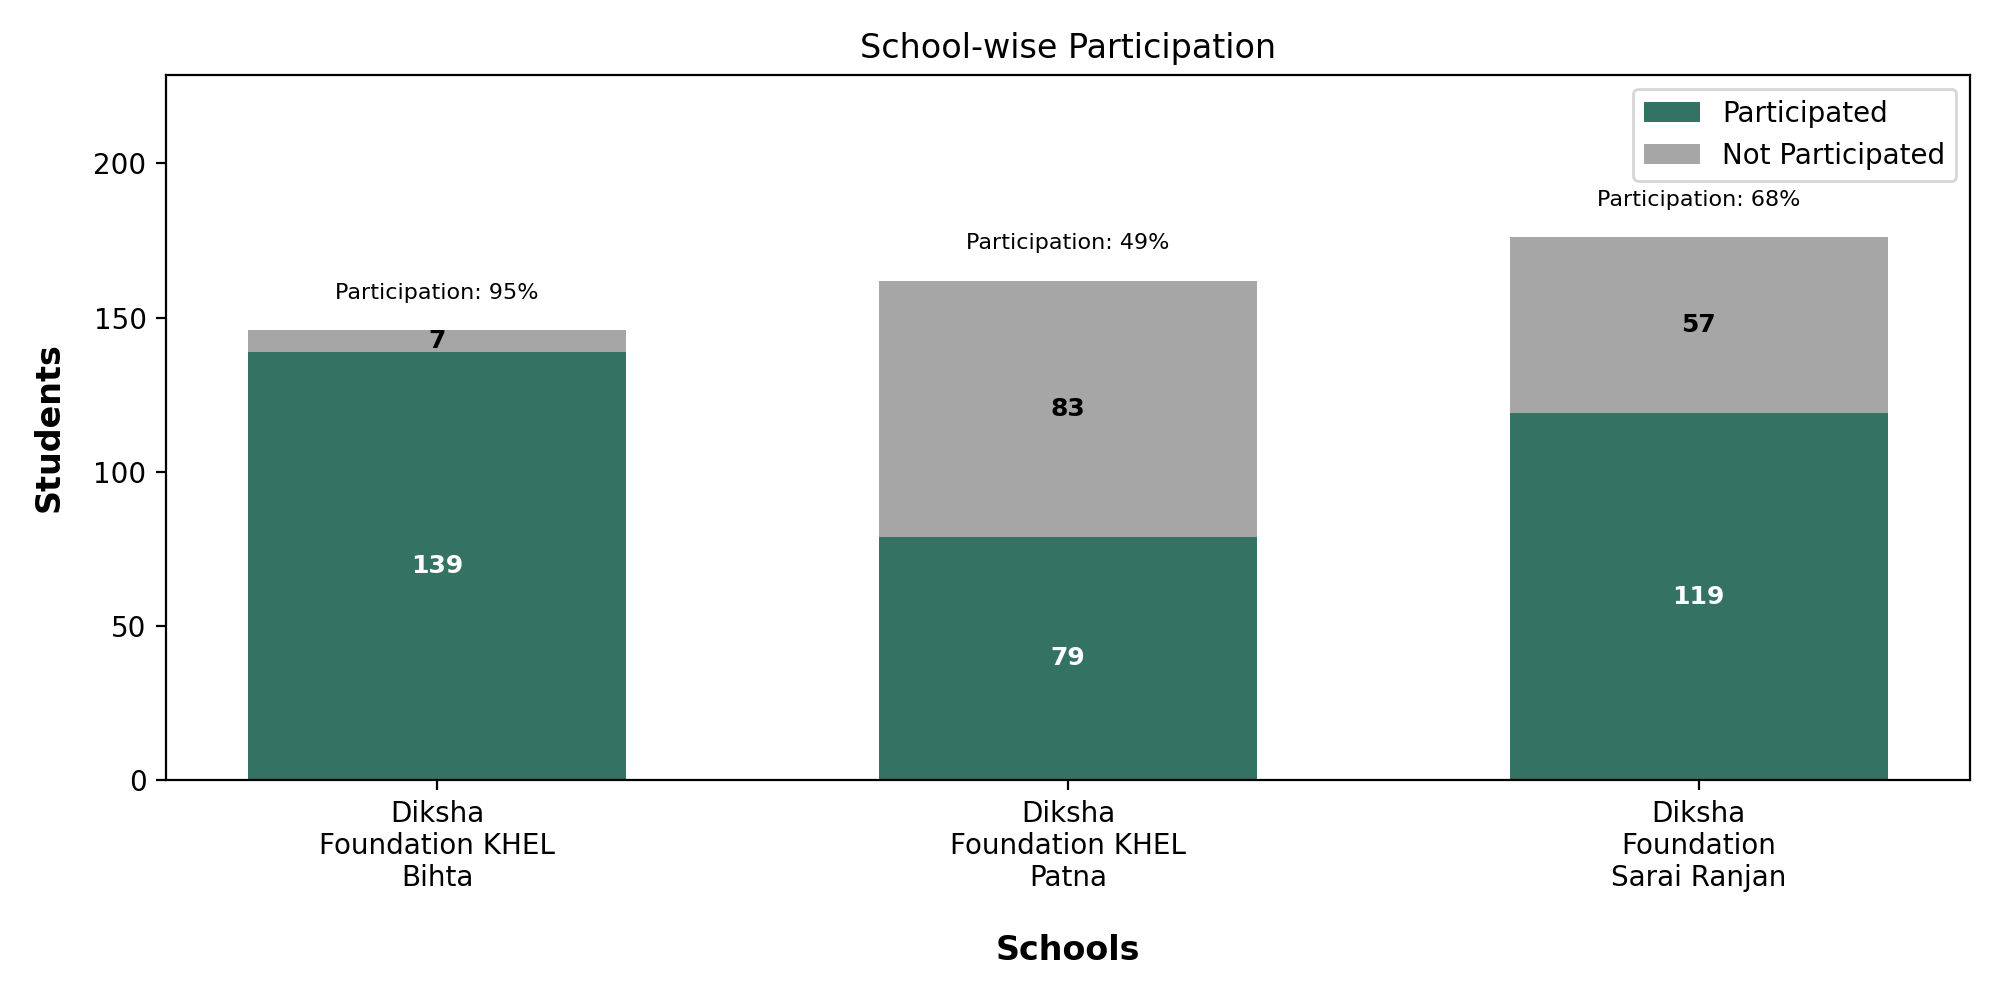 School-wise Participation
Participated
Not Participated
Participation: 95%
Participation: 49%
Participation: 68%
200
150
100
50
0
Students
7
139
83
79
57
119
Diksha
Foundation KHEL
Bihta
Diksha
Foundation KHEL
Patna
Diksha
Foundation
Sarai Ranjan
Schools